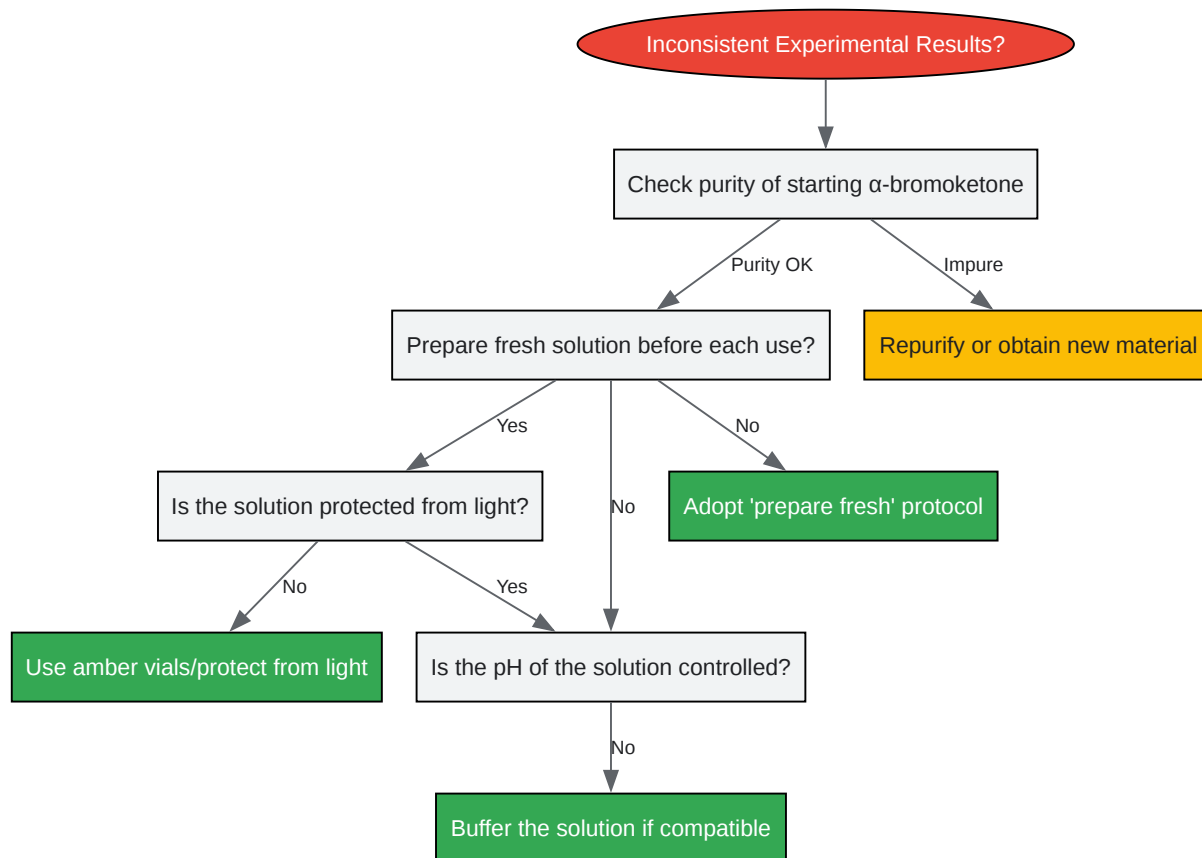 Inconsistent Experimental Results?
Check purity of starting α-bromoketone
Purity OK
Impure
Prepare fresh solution before each use?
Repurify or obtain new material
Yes
No
Is the solution protected from light?
No
Adopt 'prepare fresh' protocol
No
Yes
Use amber vials/protect from light
Is the pH of the solution controlled?
No
Buffer the solution if compatible